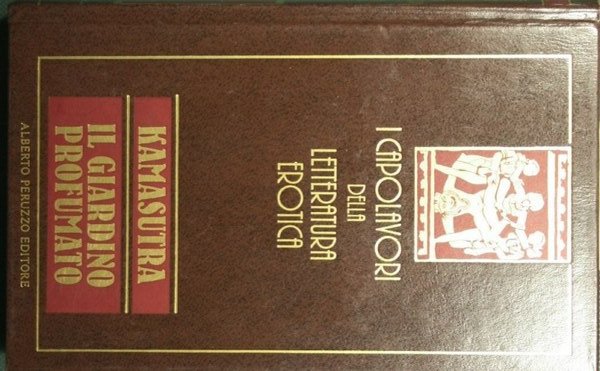 I CAPOLAVORI
DELLA
LETTERATURA
EROTICA
KAMASUTRA
IL GIARDINO
PROFUMATO
ALBERTO PERUZZO EDITORE